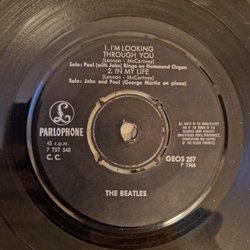 1. I'M LOOKING
THROUGH YOU
(Lennon - McCartney)
Solo: Paul (with John) Ringo on Hammond Organ
2. IN MY LIFE
(Lennon - McCartney)
Solo: John and Paul (George Martin on piano)
PARLOPHONE
45 r.p.m.
7 TST 540
C. C.
GEOS 257
P 1966
THE BEATLES